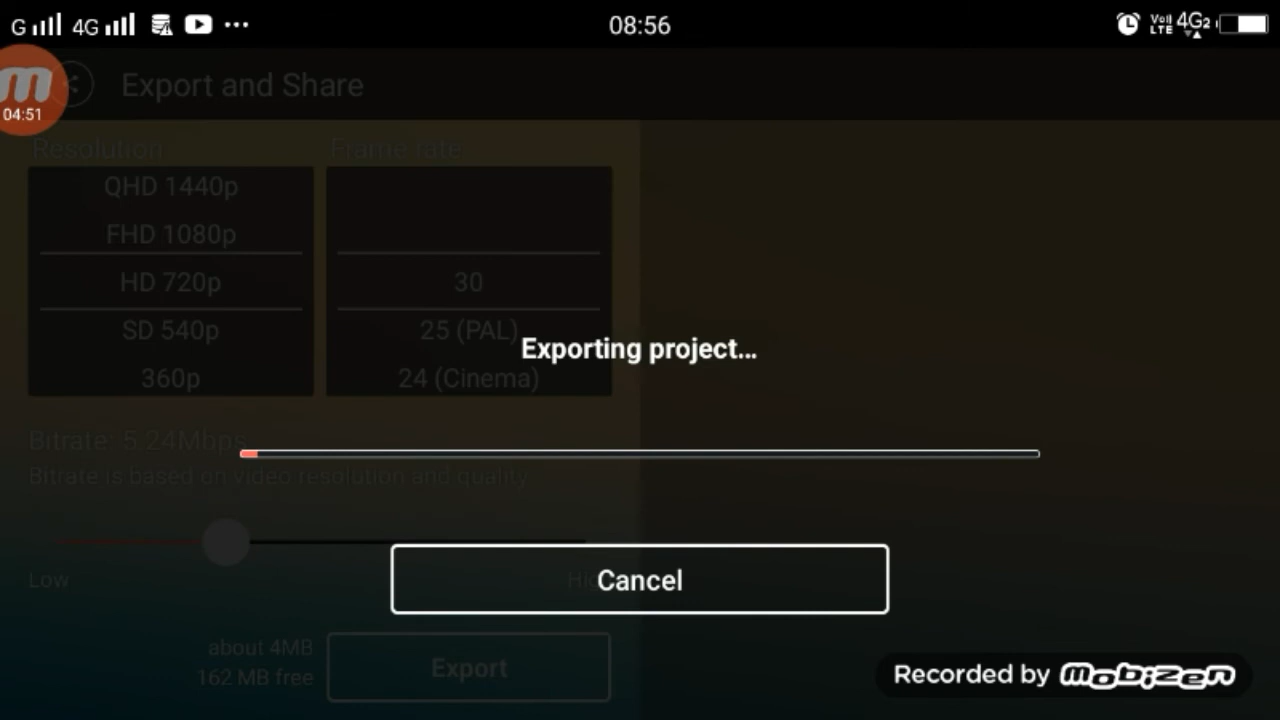 G 4G 08:56 VoII LTE 4G2
m
04:51
Export and Share
Resolution Frame rate
QHD 1440p
FHD 1080p
HD 720p 30
SD 540p 25 (PAL)
360p 24 (Cinema)
Exporting project...
Bitrate: 5.24Mbps
Bitrate is based on video resolution and quality
Low
Cancel
about 4MB
162 MB free
Export
Recorded by mobizen